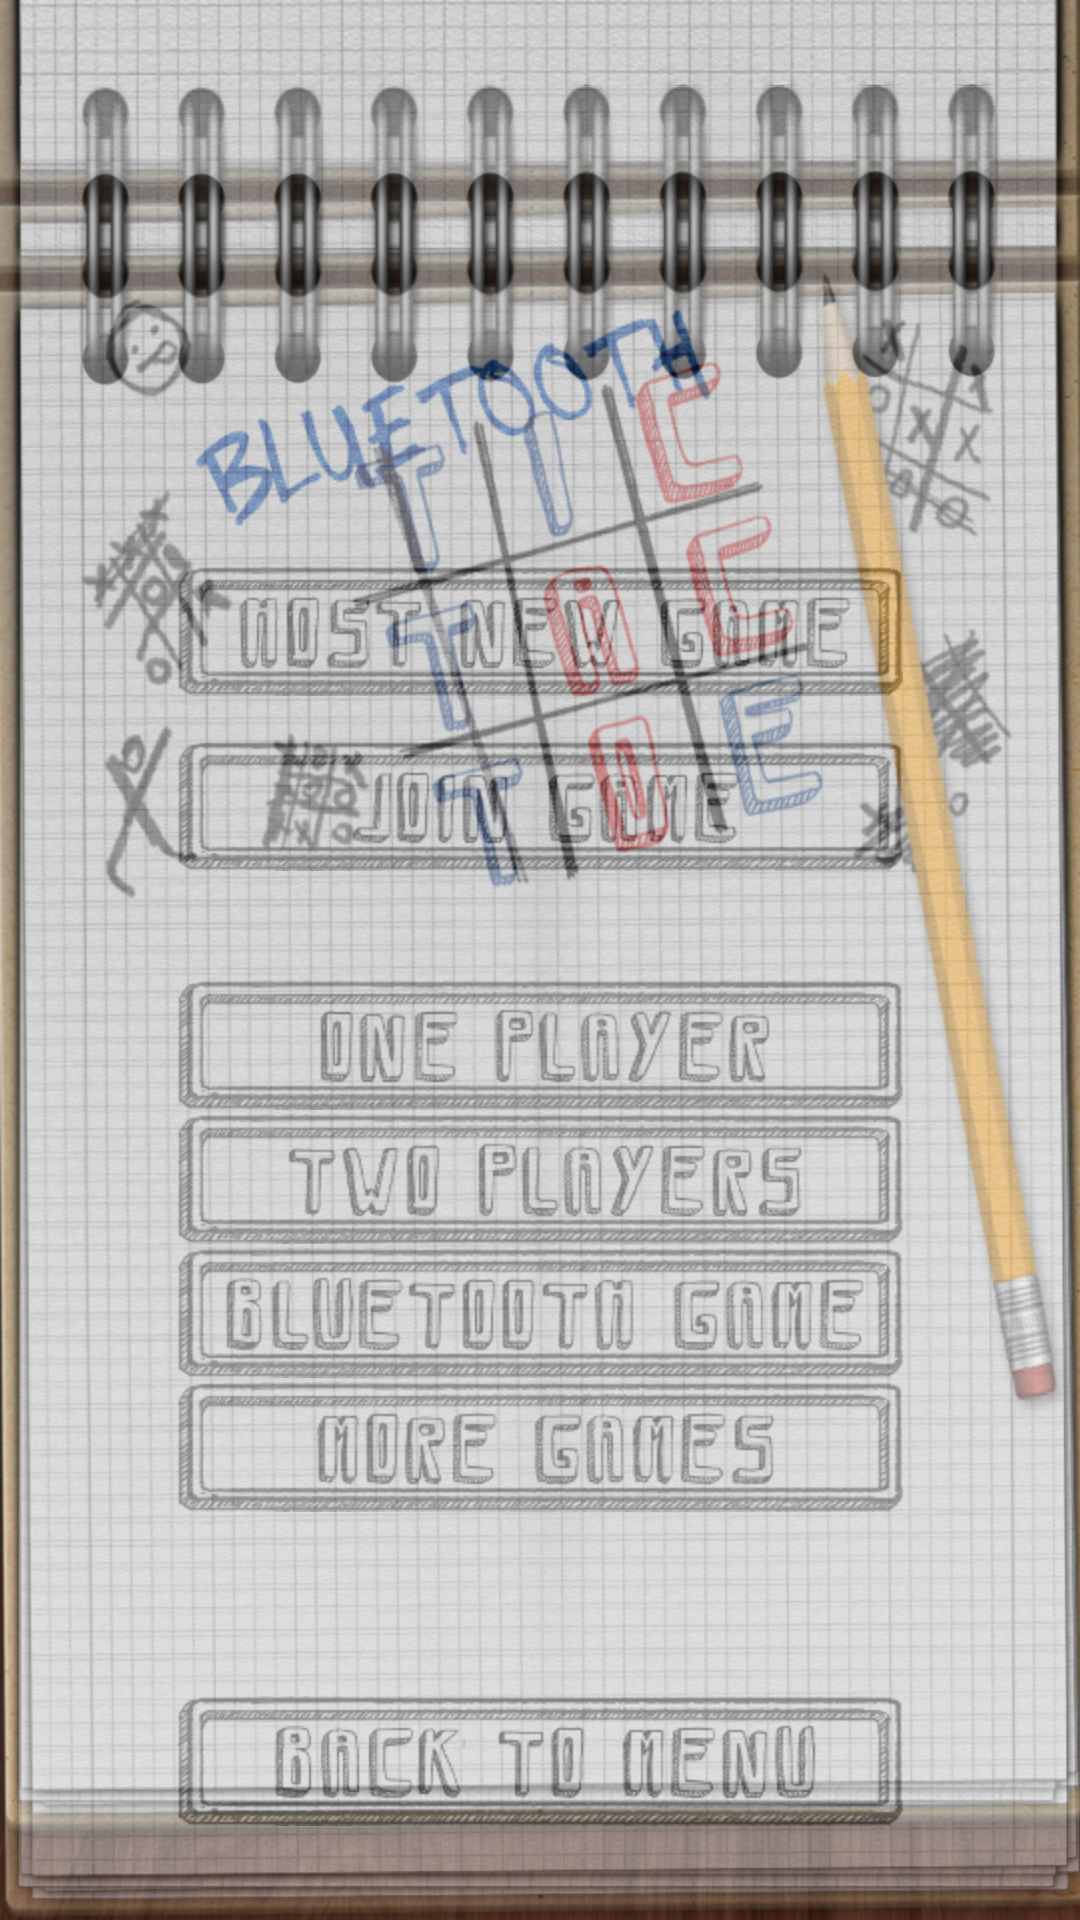 BLUETOOTH
TIC
TAC
TOE
HOST NEW GAME
JOIN GAME
ONE PLAYER
TWO PLAYERS
BLUETOOTH GAME
MORE GAMES
BACK TO MENU